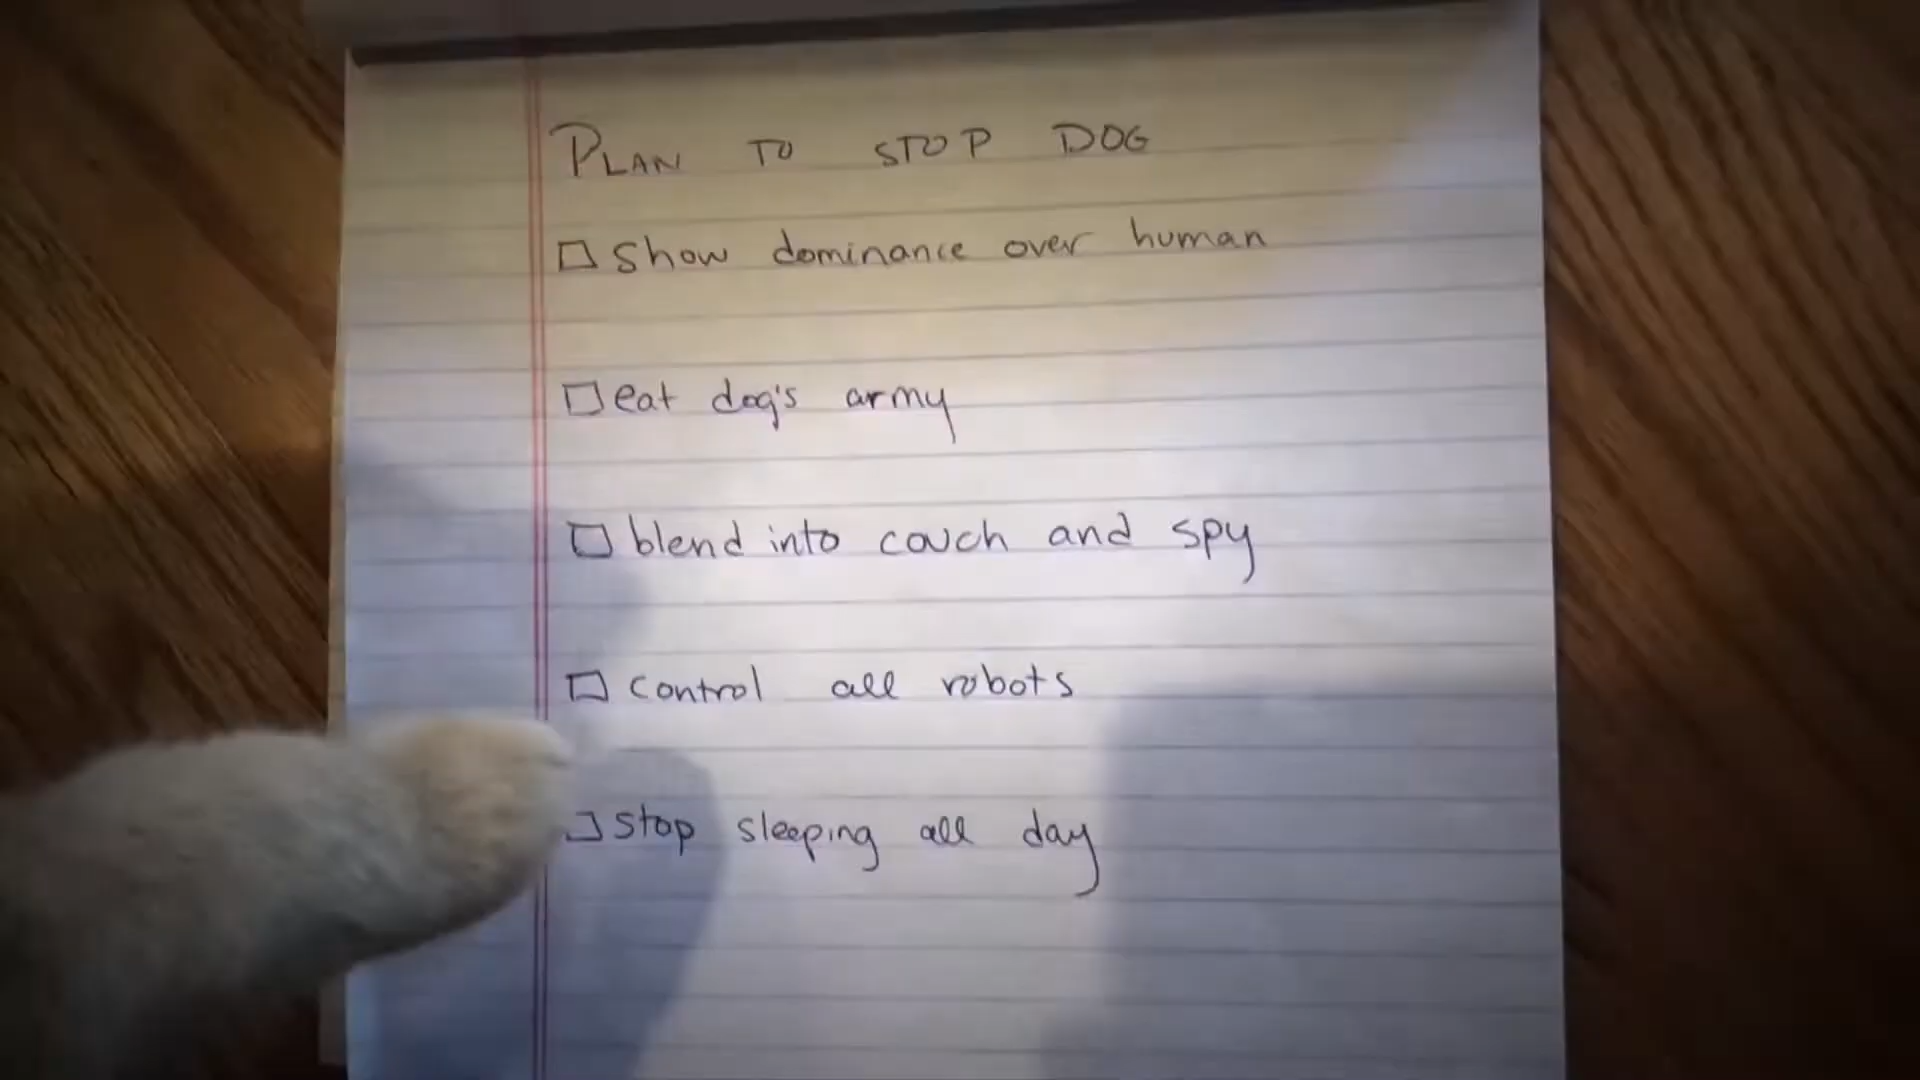 PLAN TO STOP DOG
show dominance over human
eat dog's army
blend into couch and spy
control all robots
stop sleeping all day